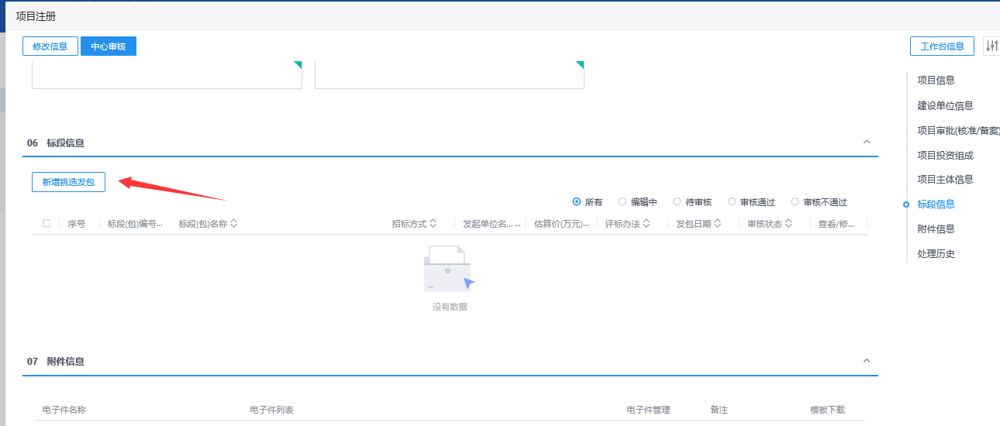 项目注册
修改信息 中心审核 工作台信息
项目信息
建设单位信息
项目审批(核准/备案)
项目投资组成
项目主体信息
标段信息
附件信息
处理历史
06 标段信息
新增挑选发包
所有 编辑中 待审核 审核通过 审核不通过
序号 标段(包)编号... 标段(包)名称 招标方式 发起单位名... ... 估算价(万元)... 评标办法 发包日期 审核状态 查看/修...
没有数据
07 附件信息
电子件名称 电子件列表 电子件管理 备注 模板下载